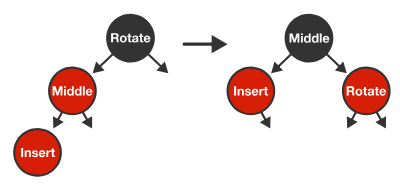 Rotate
Middle
Insert
Middle
Insert
Rotate